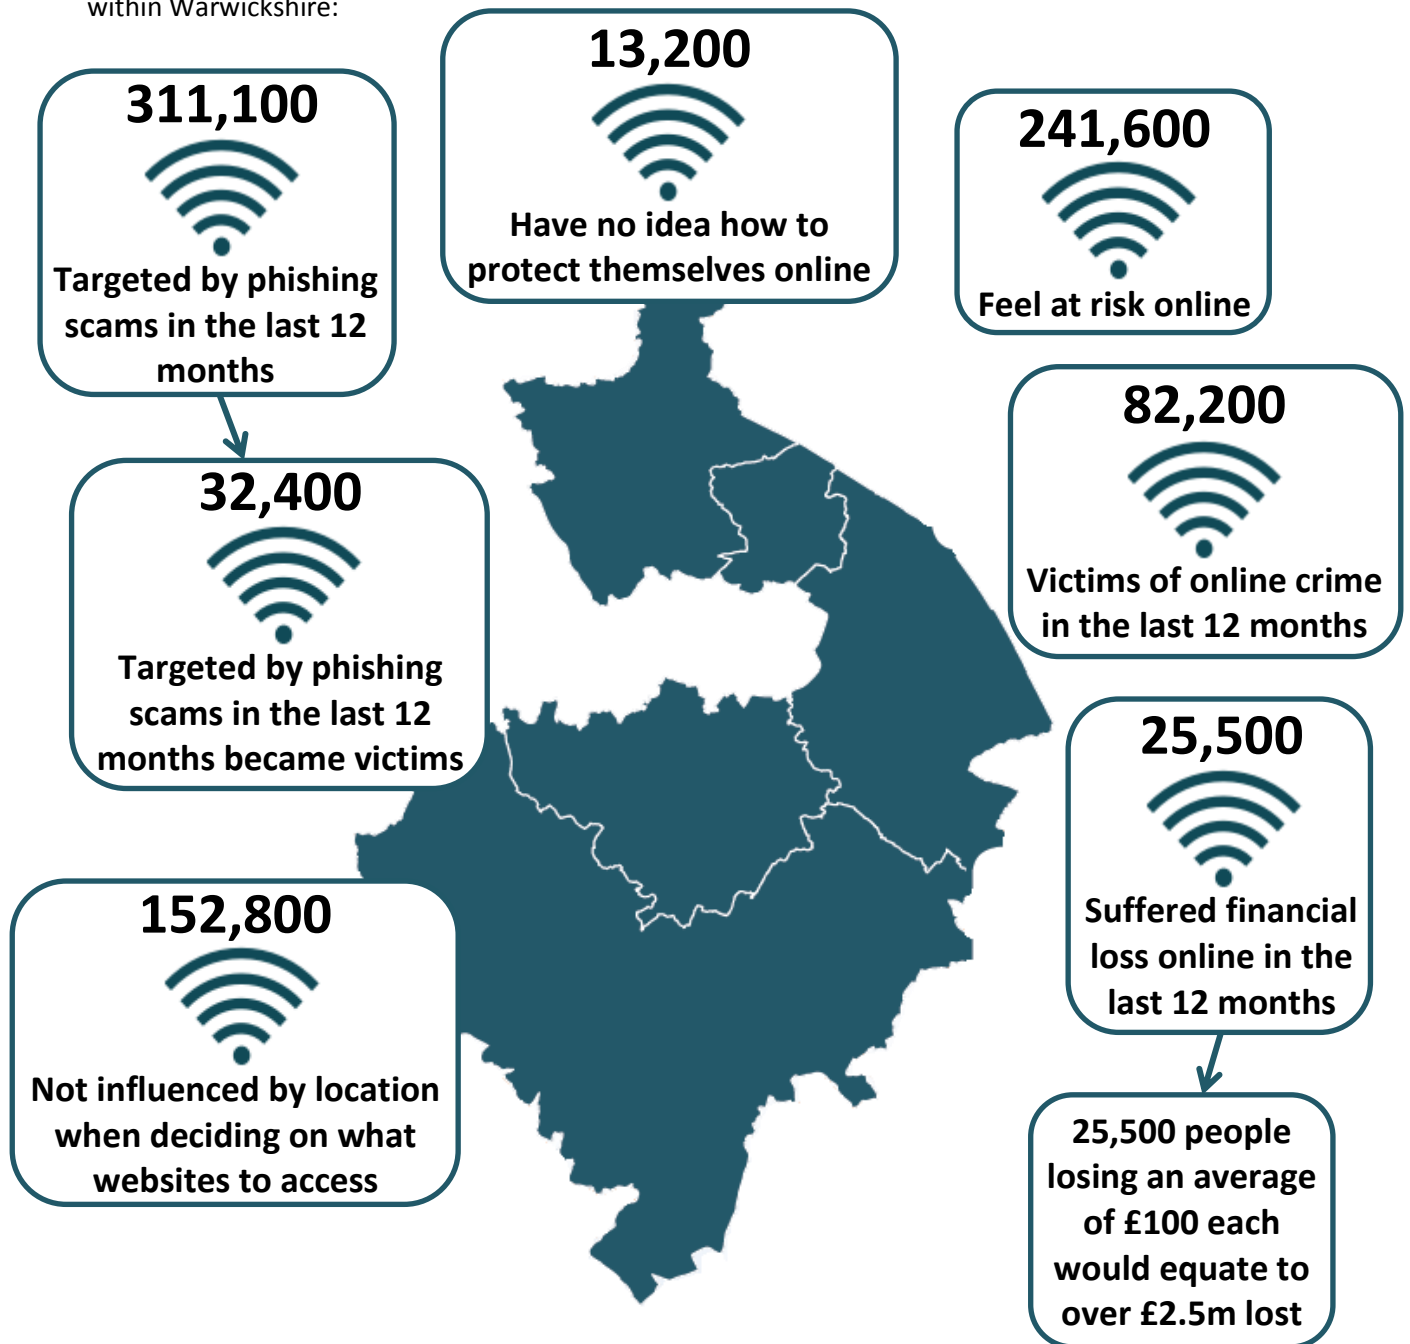 within Warwickshire:
311,100
Targeted by phishing
scams in the last 12
months
13,200
Have no idea how to
protect themselves online
241,600
Feel at risk online
32,400
Targeted by phishing
scams in the last 12
months became victims
82,200
Victims of online crime
in the last 12 months
152,800
Not influenced by location
when deciding on what
websites to access
25,500
Suffered financial
loss online in the
last 12 months
25,500 people
losing an average
of £100 each
would equate to
over £2.5m lost